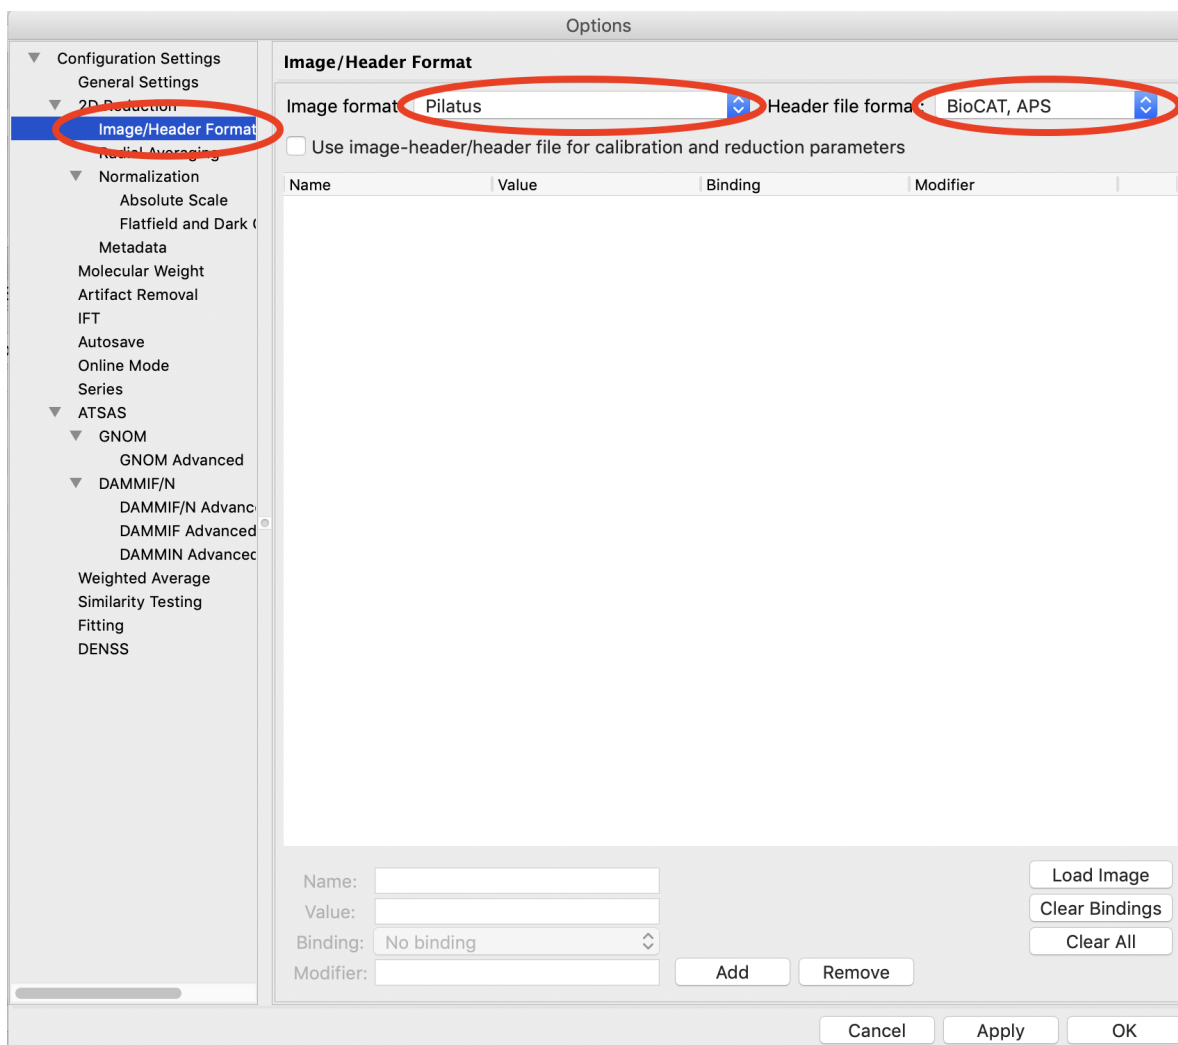 Options
Configuration Settings
General Settings
2D Reduction
Image/Header Format
Radial Averaging
Normalization
Absolute Scale
Flatfield and Dark
Metadata
Molecular Weight
Artifact Removal
IFT
Autosave
Online Mode
Series
ATSAS
GNOM
GNOM Advanced
DAMMIF/N
DAMMIF/N Advanc
DAMMIF Advanced
DAMMIN Advanced
Weighted Average
Similarity Testing
Fitting
DENSS
Image/Header Format
Image format Pilatus Header file format: BioCAT, APS
Use image-header/header file for calibration and reduction parameters
Name Value Binding Modifier
Name:
Value:
Binding: No binding
Modifier:
Add Remove
Load Image
Clear Bindings
Clear All
Cancel Apply OK